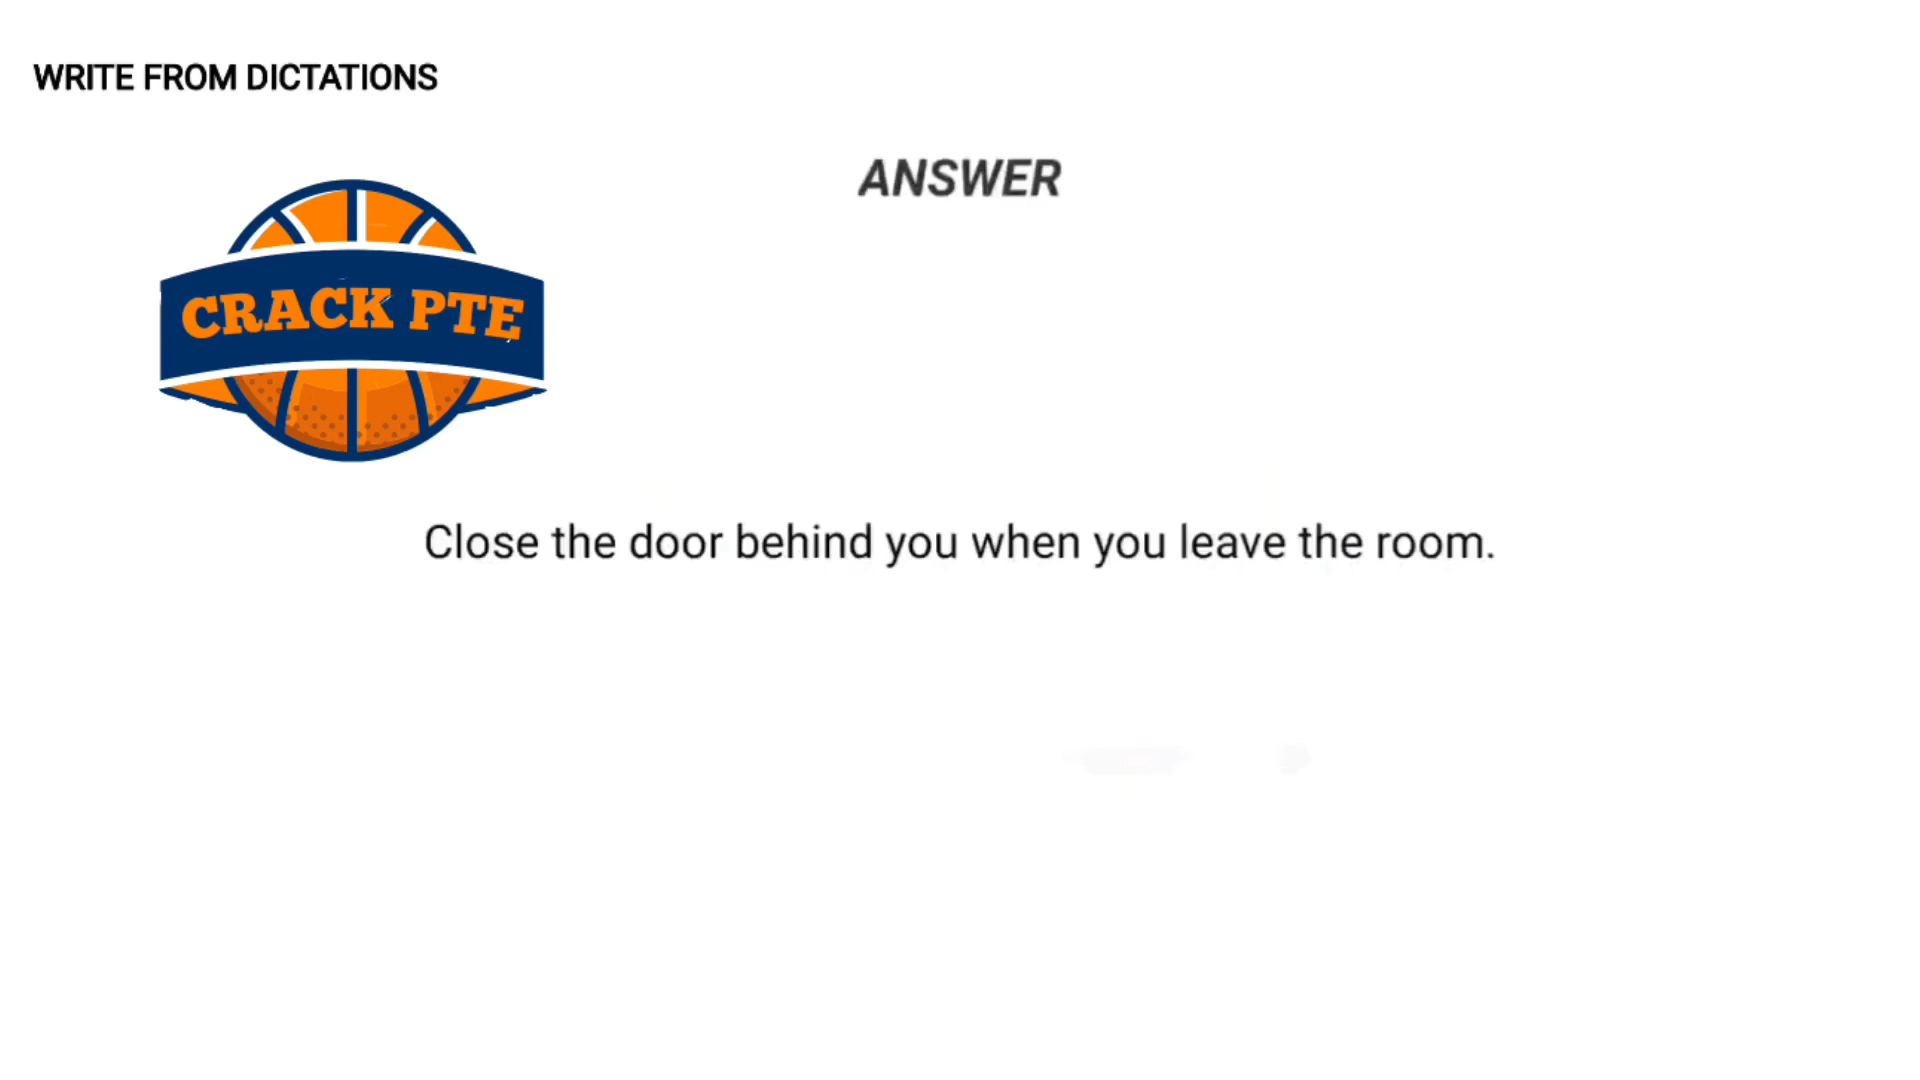 WRITE FROM DICTATIONS
ANSWER
CRACK PTE
Close the door behind you when you leave the room.